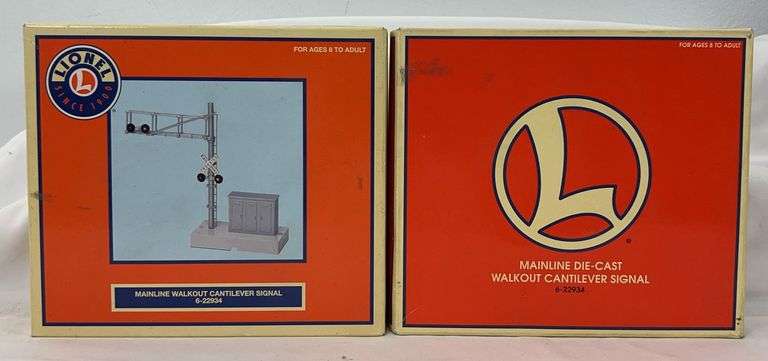 FOR AGES 8 TO ADULT
LIONEL
L
SINCE 1900
®
MAINLINE WALKOUT CANTILEVER SIGNAL
6-22934
FOR AGES 8 TO ADULT
L
®
MAINLINE DIE-CAST
WALKOUT CANTILEVER SIGNAL
6-22934